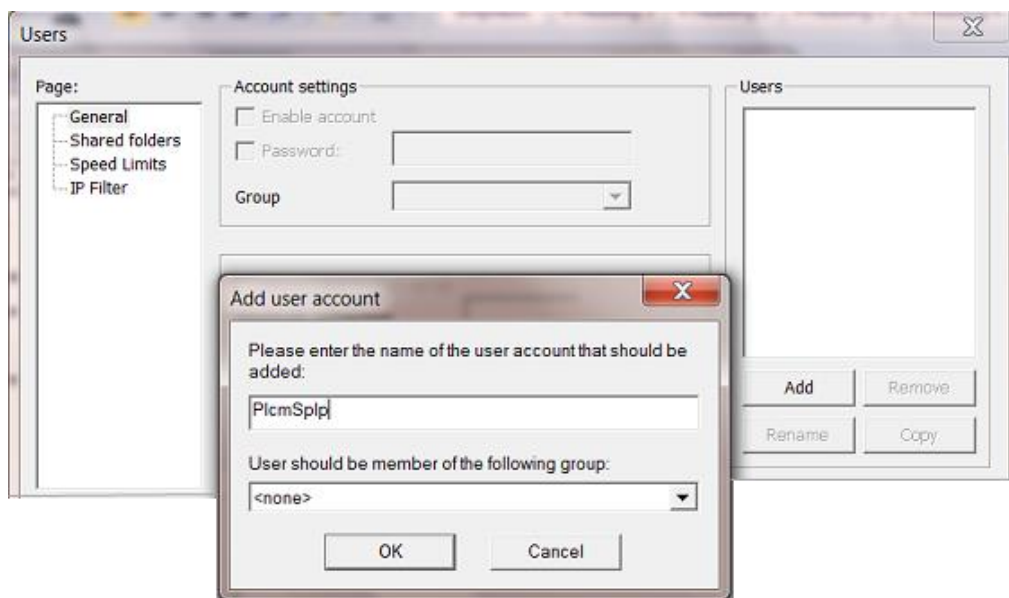 Users
Page:
General
Shared folders
Speed Limits
IP Filter
Account settings
Enable account
Password:
Group
Users
Add
Remove
Rename
Copy
Add user account
Please enter the name of the user account that should be
added:
PlcmSpIp
User should be member of the following group:
<none>
OK
Cancel